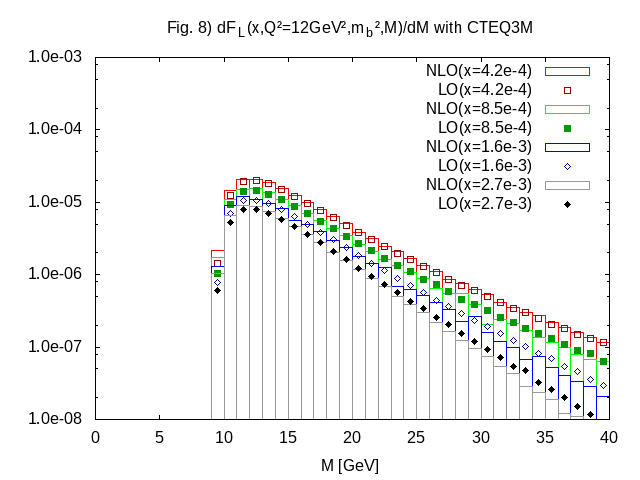 Fig. 8) dF_L(x,Q²=12GeV²,m_b²,M)/dM with CTEQ3M
1.0e-03
1.0e-04
1.0e-05
1.0e-06
1.0e-07
1.0e-08
NLO(x=4.2e-4)
LO(x=4.2e-4)
NLO(x=8.5e-4)
LO(x=8.5e-4)
NLO(x=1.6e-3)
LO(x=1.6e-3)
NLO(x=2.7e-3)
LO(x=2.7e-3)
0 5 10 15 20 25 30 35 40
M [GeV]